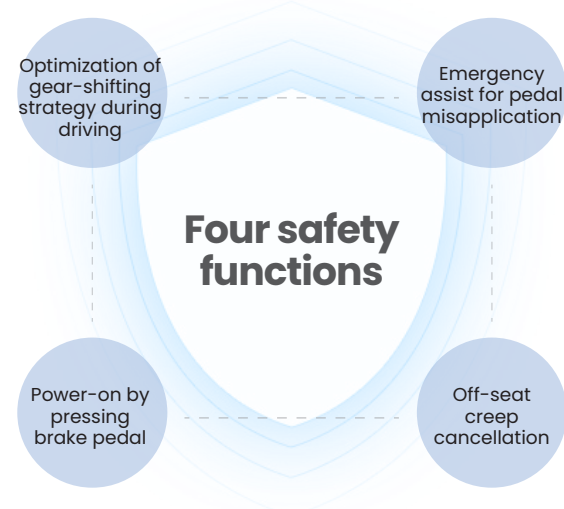 Optimization of
gear-shifting
strategy during
driving
Emergency
assist for pedal
misapplication
Four safety
functions
Power-on by
pressing
brake pedal
Off-seat
creep
cancellation